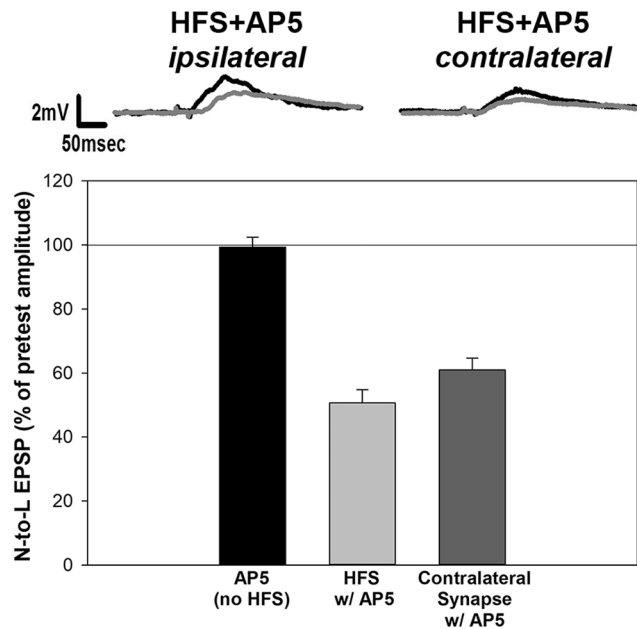 HFS+AP5
ipsilateral
HFS+AP5
contralateral
2mV
50msec
N-to-L EPSP (% of pretest amplitude)
120
100
80
60
40
20
0
AP5
(no HFS)
HFS
w/ AP5
Contralateral
Synapse
w/ AP5